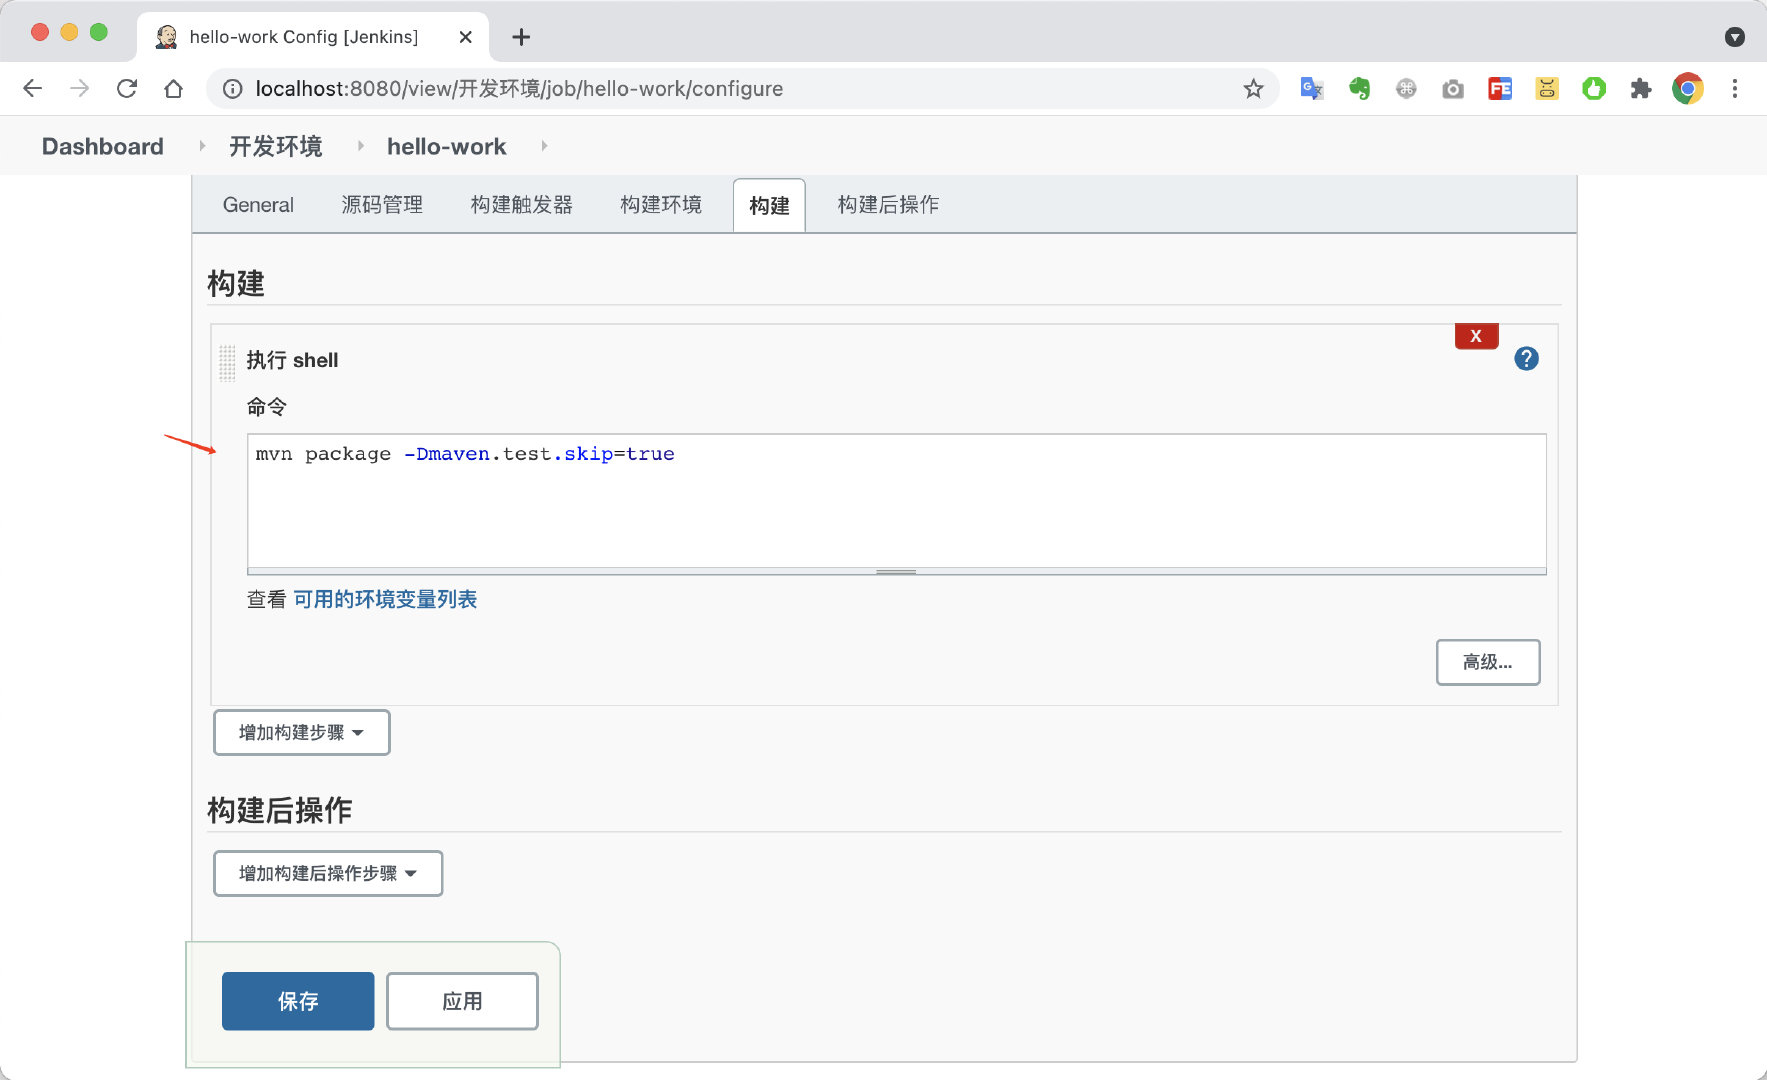 hello-work Config [Jenkins]
localhost:8080/view/开发环境/job/hello-work/configure
FE
Dashboard 开发环境 hello-work
General 源码管理 构建触发器 构建环境 构建 构建后操作
构建
X
执行 shell
?
命令
mvn package -Dmaven.test.skip=true
查看 可用的环境变量列表
高级...
增加构建步骤
构建后操作
增加构建后操作步骤
保存 应用